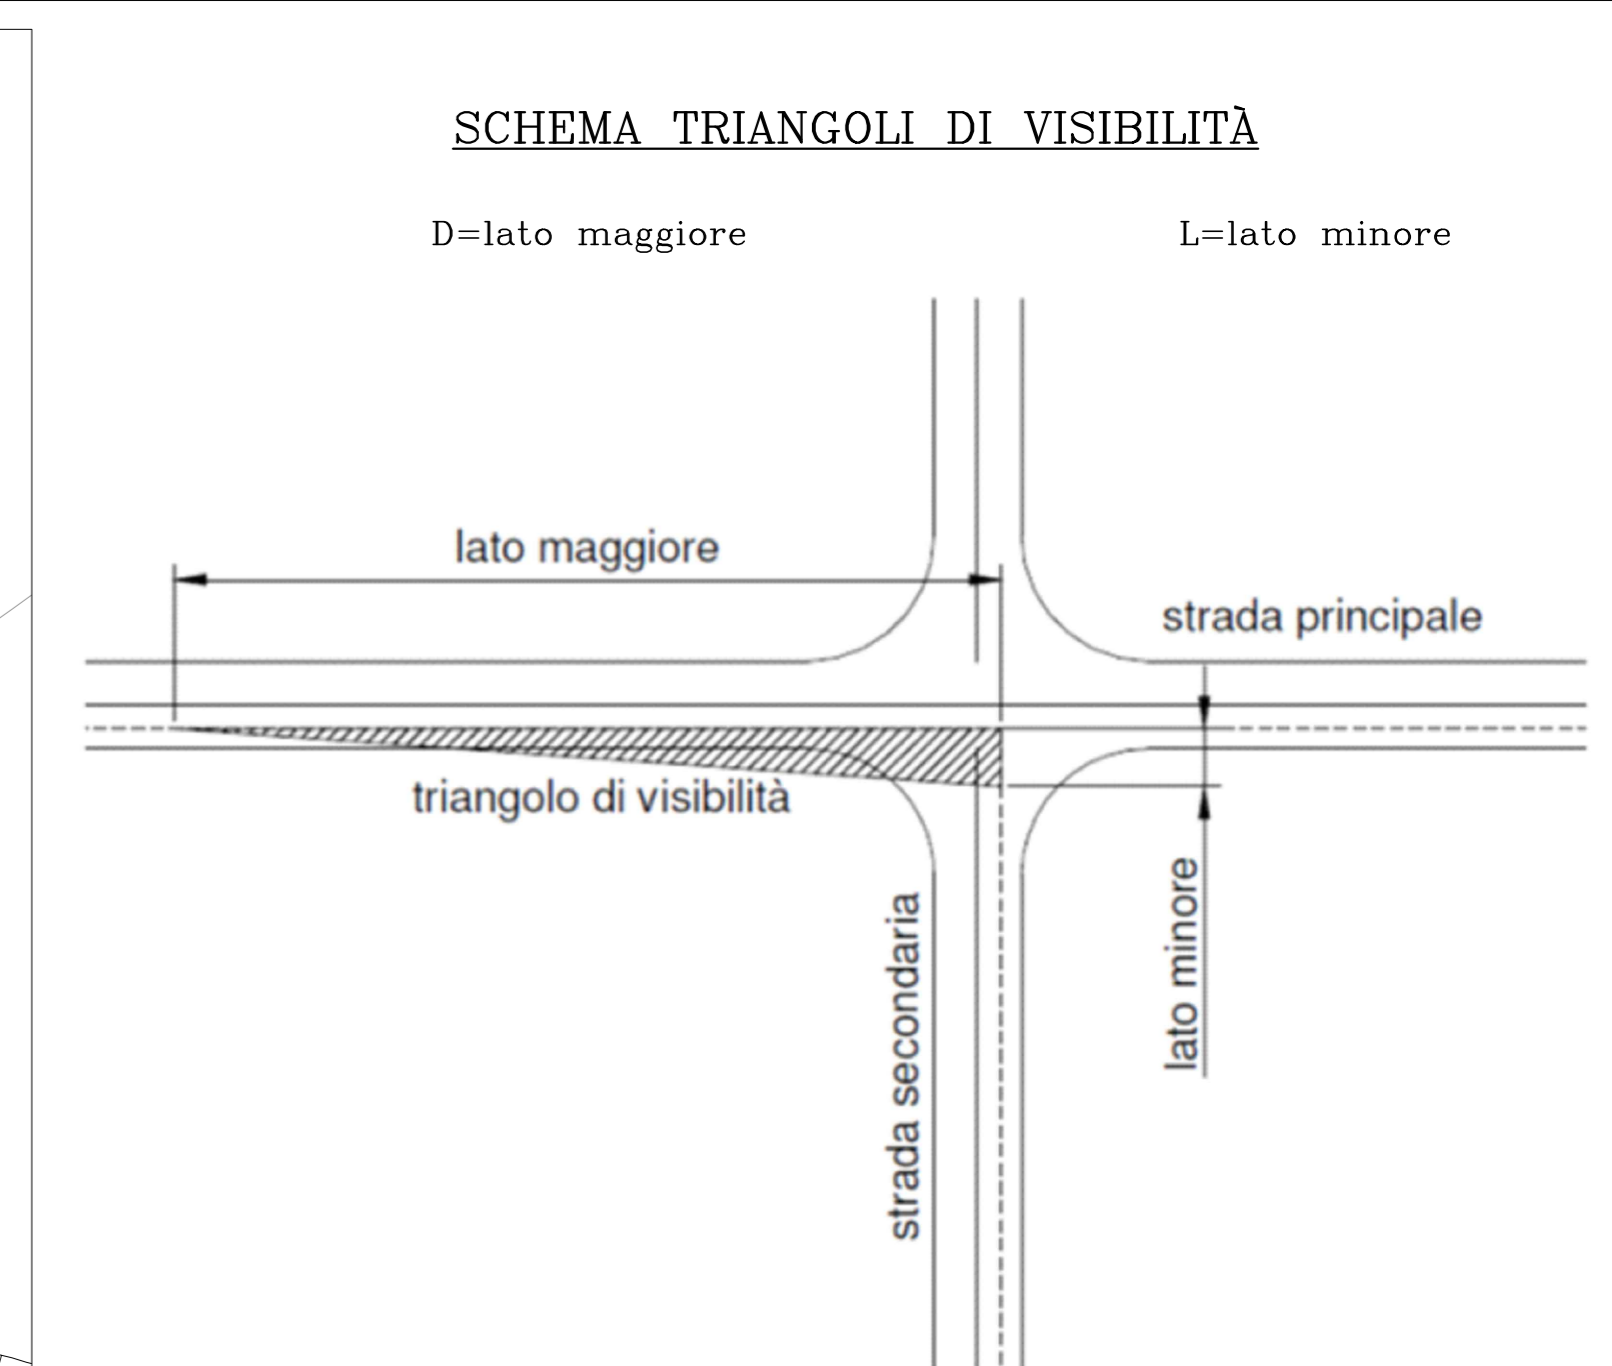 SCHEMA TRIANGOLI DI VISIBILITÀ
D=lato maggiore
L=lato minore
lato maggiore
strada principale
triangolo di visibilità
strada secondaria
lato minore